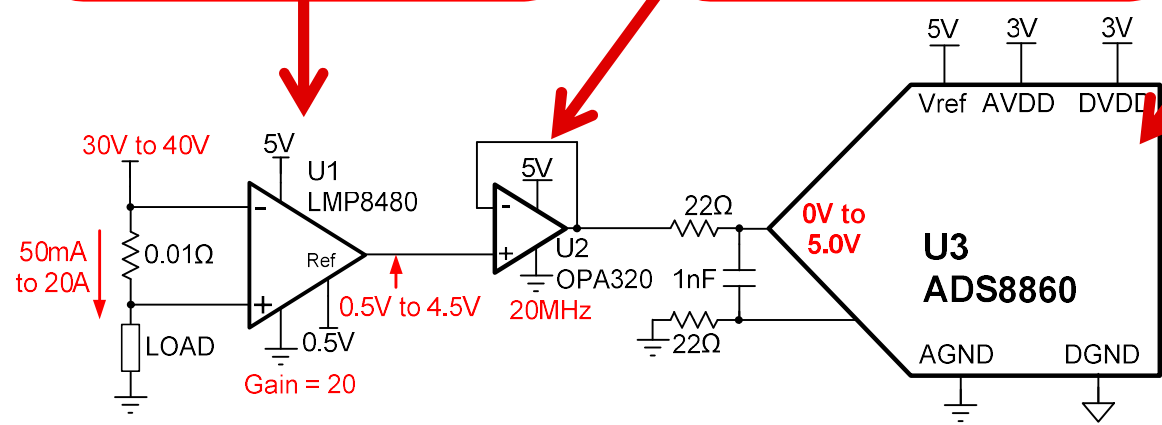 5V
3V
3V
Vref
AVDD
DVDD
30V to 40V
5V
U1
LMP8480
-
5V
-
22Ω
0V to
5.0V
50mA
to 20A
0.01Ω
Ref
+
U2
U3
ADS8860
+
0.5V to 4.5V
OPA320
20MHz
1nF
LOAD
0.5V
22Ω
AGND
DGND
Gain = 20